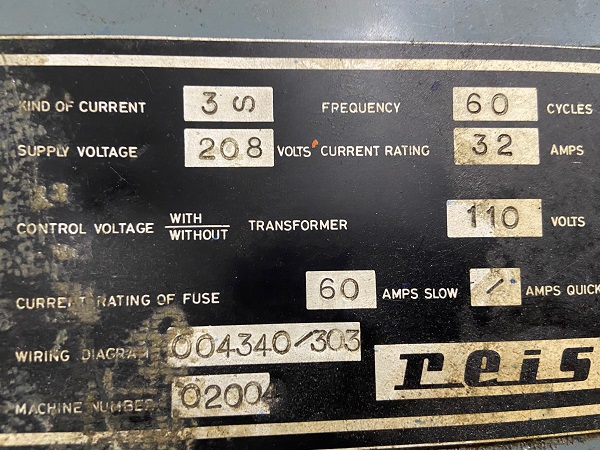 KIND OF CURRENT 3 ∽ FREQUENCY 60 CYCLES
SUPPLY VOLTAGE 208 VOLTS CURRENT RATING 32 AMPS
CONTROL VOLTAGE WITH/WITHOUT TRANSFORMER 110 VOLTS
CURRENT RATING OF FUSE 60 AMPS SLOW / AMPS QUICK
WIRING DIAGRAM 004340/303
reis
MACHINE NUMBER 02004